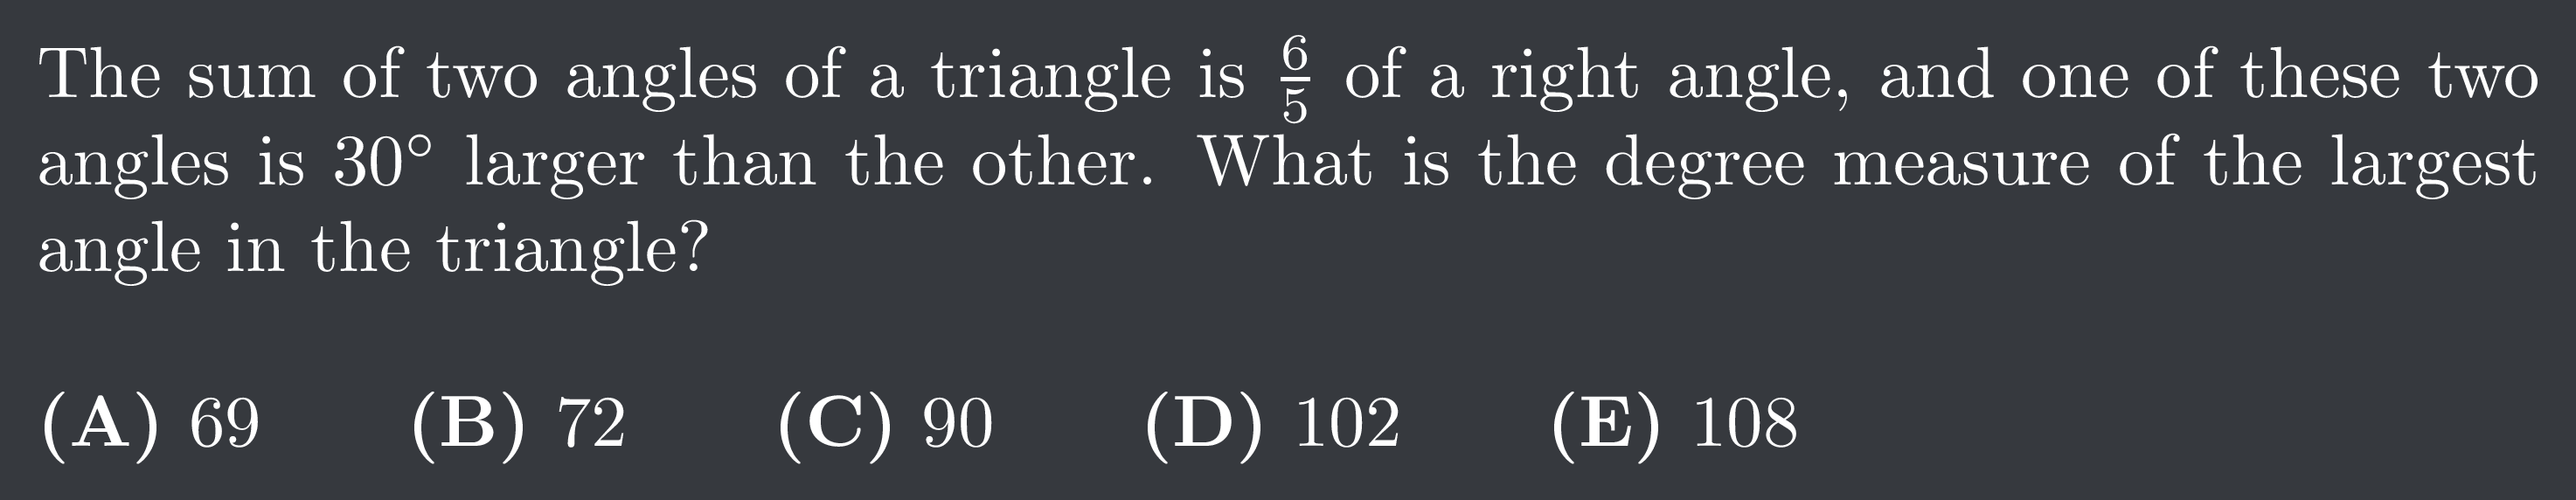 The sum of two angles of a triangle is $\frac{6}{5}$ of a right angle, and one of these two
angles is 30° larger than the other. What is the degree measure of the largest
angle in the triangle?
(A) 69 (B) 72 (C) 90 (D) 102 (E) 108